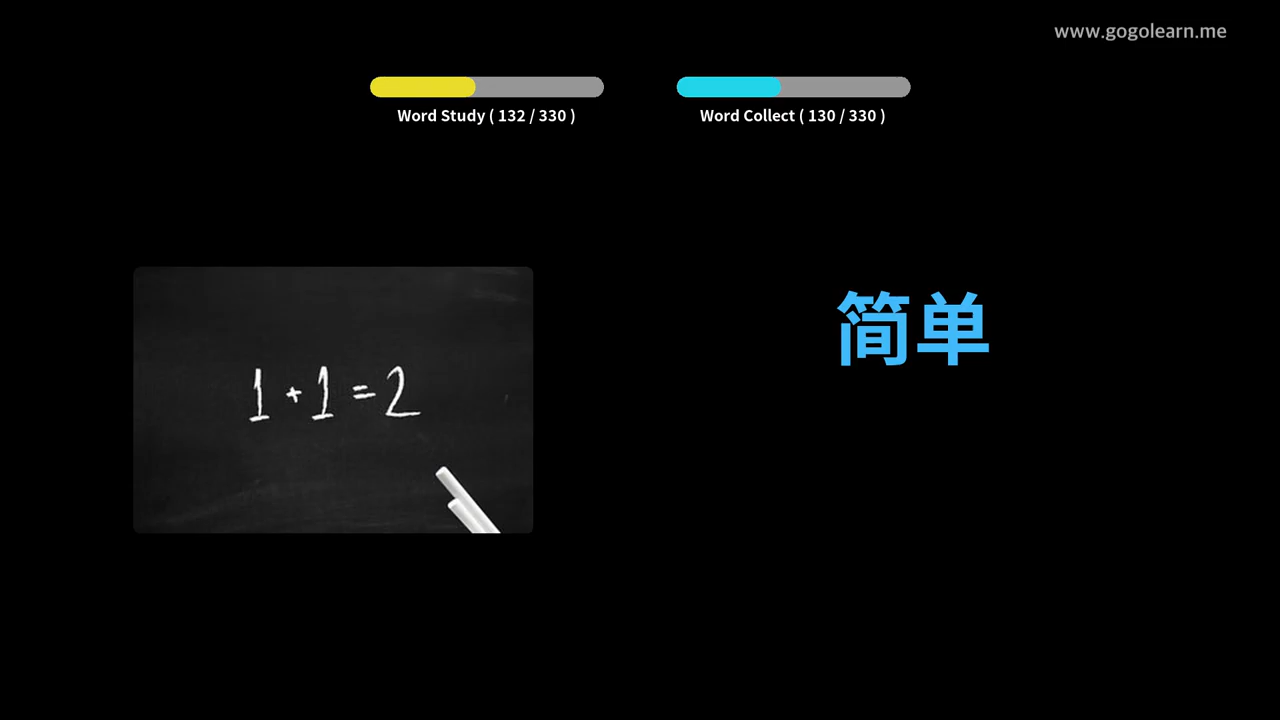 www.gogolearn.me
Word Study ( 132 / 330 )
Word Collect ( 130 / 330 )
简单
1 + 1 = 2